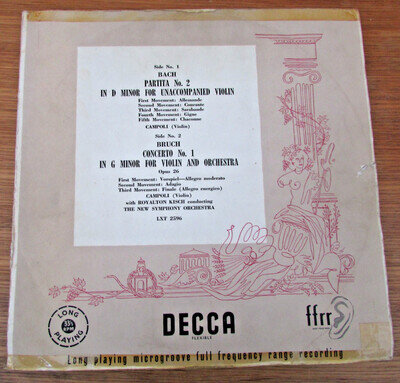 Side No. 1
BACH
PARTITA No. 2
IN D MINOR FOR UNACCOMPANIED VIOLIN
First Movement: Allemande
Second Movement: Courante
Third Movement: Sarabande
Fourth Movement: Gigue
Fifth Movement: Chaconne
CAMPOLI (Violin)
Side No. 2
BRUCH
CONCERTO No. 1
IN G MINOR FOR VIOLIN AND ORCHESTRA
Opus 26
First Movement: Vorspiel—Allegro moderato
Second Movement: Adagio
Third Movement: Finale (Allegro energico)
CAMPOLI (Violin)
with ROYALTON KISCH conducting
THE NEW SYMPHONY ORCHESTRA
LXT 2596
LONG
33⅓
PLAYING
DECCA
FLEXIBLE
ffrr
Long playing microgroove full frequency range recording